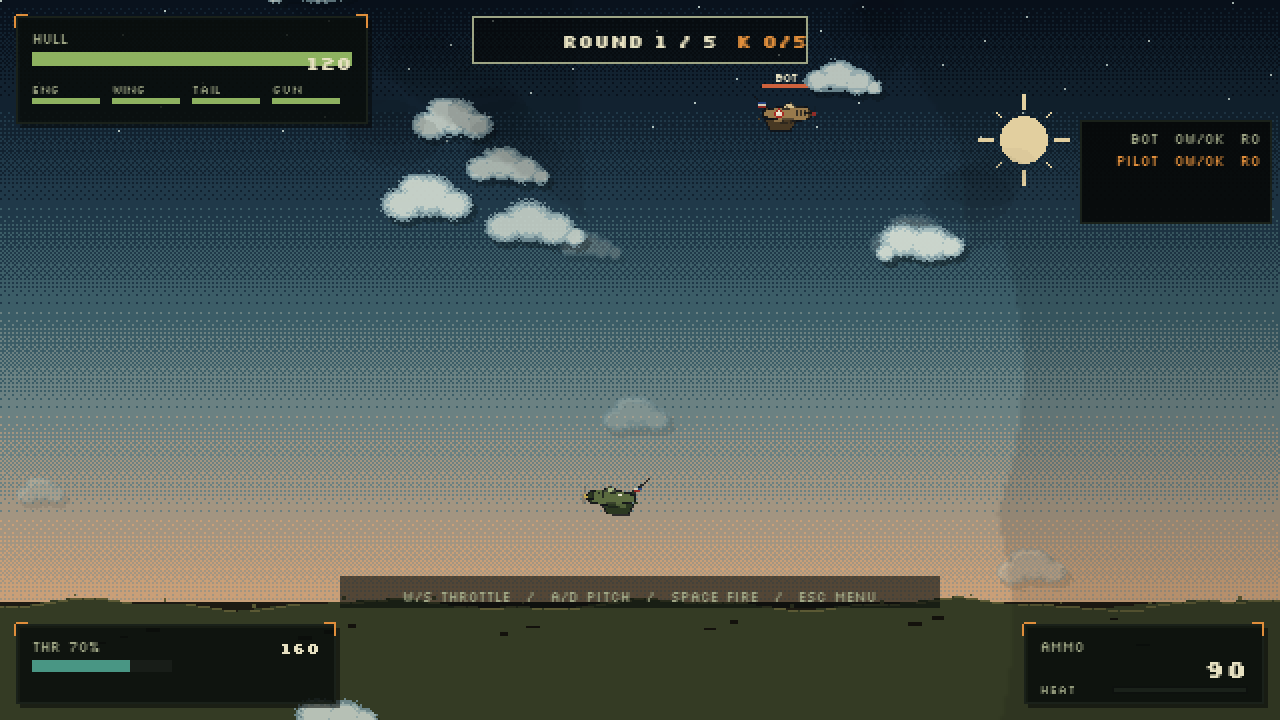 HULL
120
ENG WING TAIL GUN
ROUND 1 / 5 K 0/5
BOT
BOT 0W/0K R0
PILOT 0W/0K R0
W/S THROTTLE / A/D PITCH / SPACE FIRE / ESC MENU
THR 70%
160
AMMO
90
HEAT